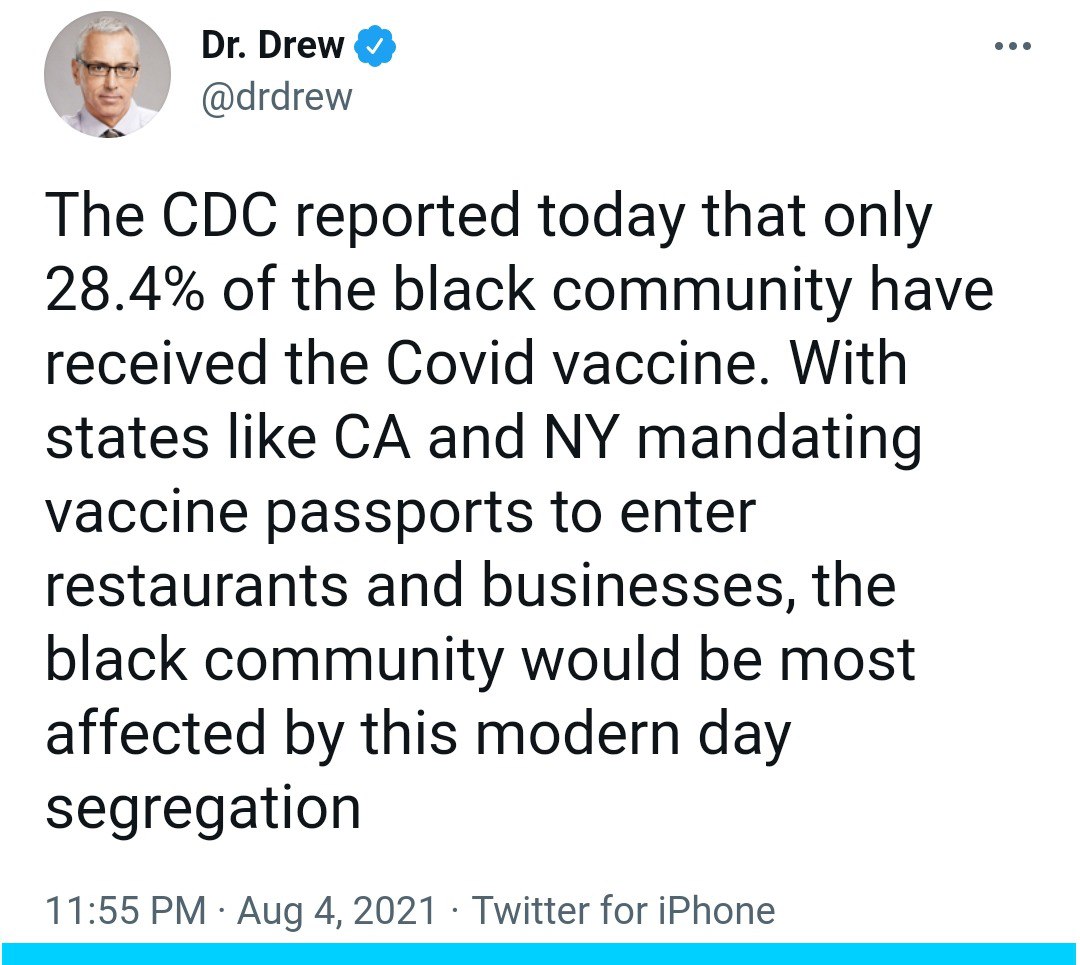 Dr. Drew
@drdrew
The CDC reported today that only
28.4% of the black community have
received the Covid vaccine. With
states like CA and NY mandating
vaccine passports to enter
restaurants and businesses, the
black community would be most
affected by this modern day
segregation
11:55 PM · Aug 4, 2021 · Twitter for iPhone